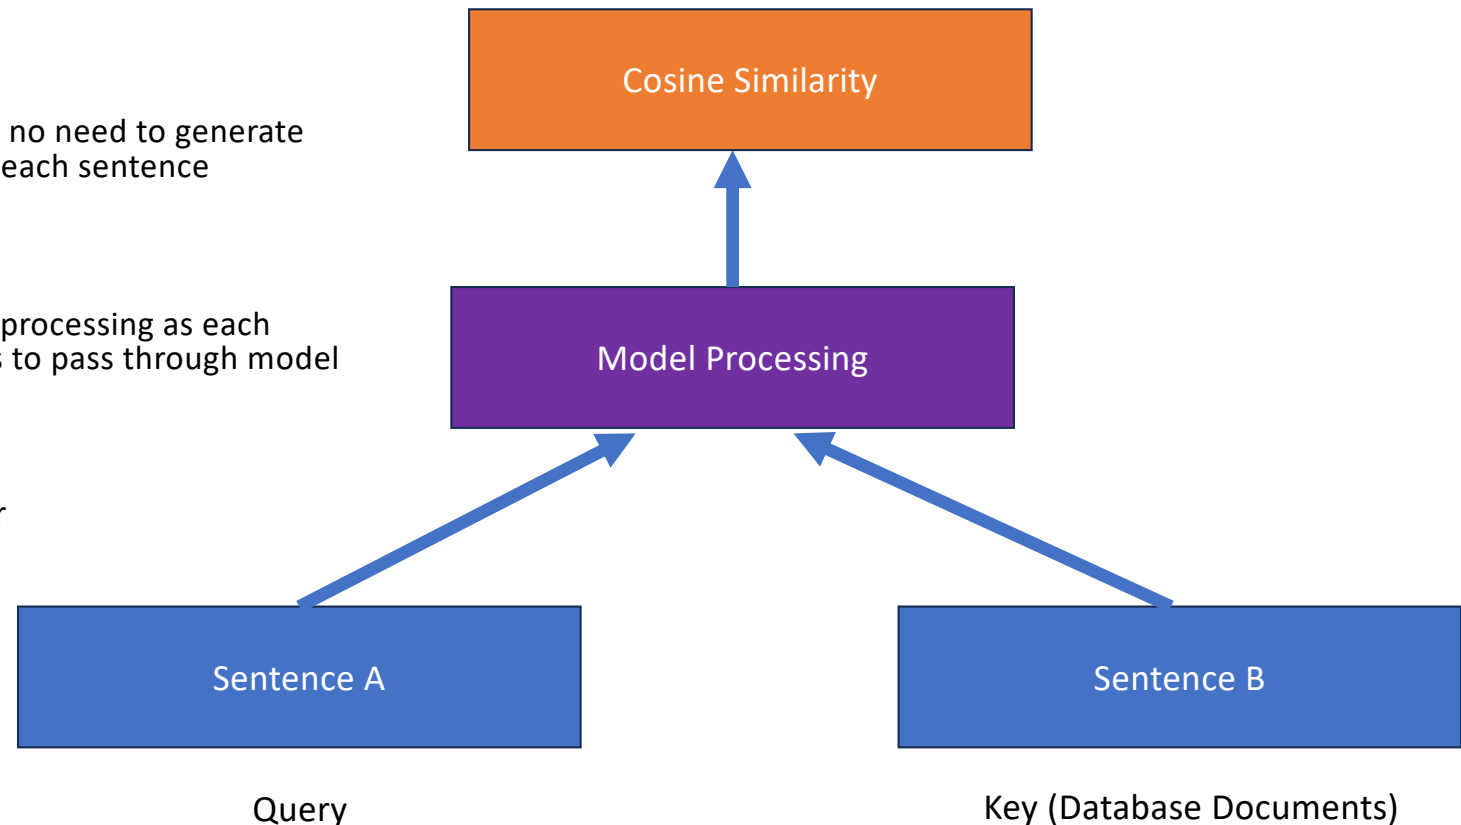 Cosine Similarity
no need to generate
each sentence
processing as each
s to pass through model
Model Processing
r
Sentence A
Sentence B
Query
Key (Database Documents)